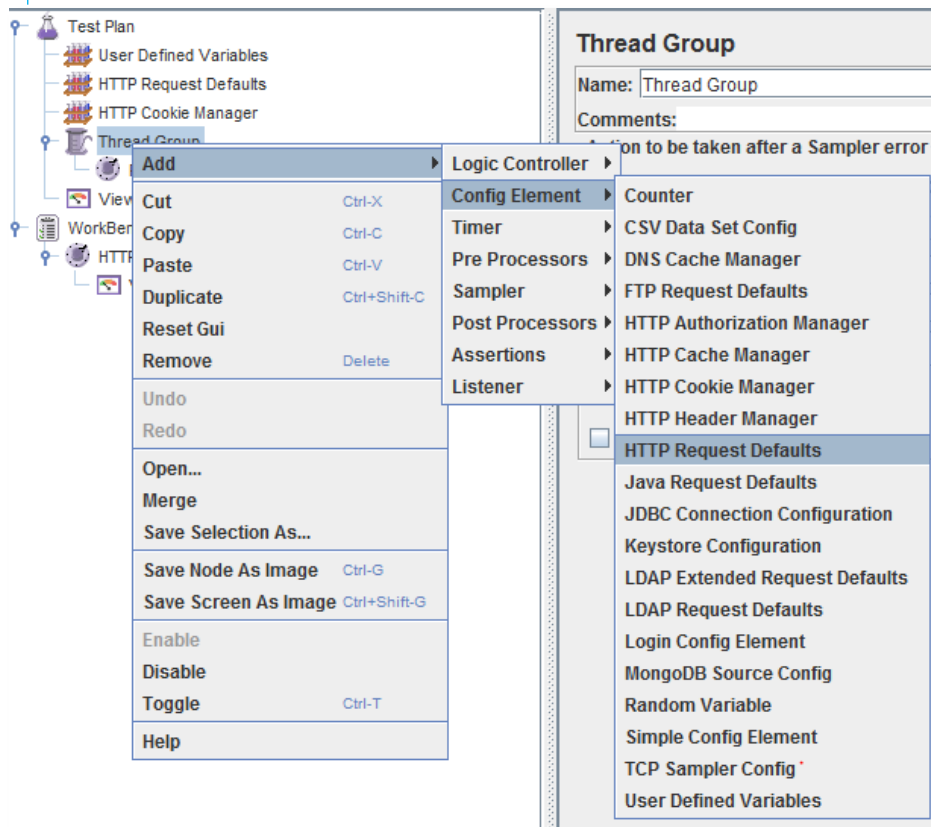 Test Plan
User Defined Variables
HTTP Request Defaults
HTTP Cookie Manager
Thread Group
View
WorkBen
HTTP
Thread Group
Name: Thread Group
Comments:
to be taken after a Sampler error
Add
Cut Ctrl-X
Copy Ctrl-C
Paste Ctrl-V
Duplicate Ctrl+Shift-C
Reset Gui
Remove Delete
Undo
Redo
Open...
Merge
Save Selection As...
Save Node As Image Ctrl-G
Save Screen As Image Ctrl+Shift-G
Enable
Disable
Toggle Ctrl-T
Help
Logic Controller
Config Element
Timer
Pre Processors
Sampler
Post Processors
Assertions
Listener
Counter
CSV Data Set Config
DNS Cache Manager
FTP Request Defaults
HTTP Authorization Manager
HTTP Cache Manager
HTTP Cookie Manager
HTTP Header Manager
HTTP Request Defaults
Java Request Defaults
JDBC Connection Configuration
Keystore Configuration
LDAP Extended Request Defaults
LDAP Request Defaults
Login Config Element
MongoDB Source Config
Random Variable
Simple Config Element
TCP Sampler Config
User Defined Variables